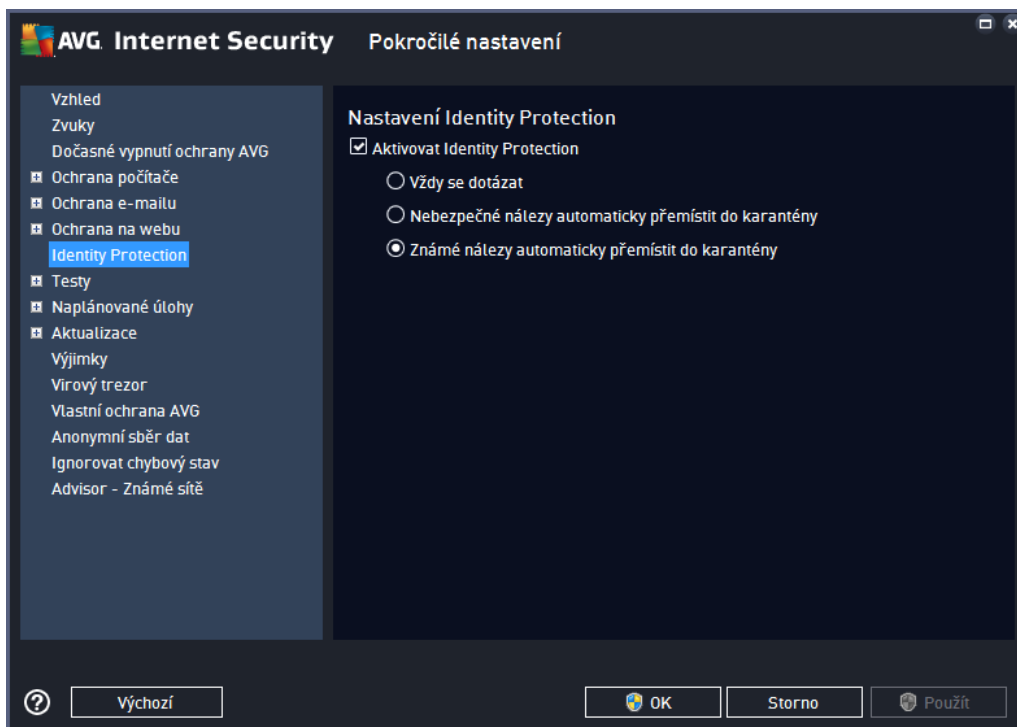 AVG. Internet Security Pokročilé nastavení
Vzhled
Zvuky
Dočasné vypnutí ochrany AVG
Ochrana počítače
Ochrana e-mailu
Ochrana na webu
Identity Protection
Testy
Naplánované úlohy
Aktualizace
Výjimky
Virový trezor
Vlastní ochrana AVG
Anonymní sběr dat
Ignorovat chybový stav
Advisor - Známé sítě
Nastavení Identity Protection
Aktivovat Identity Protection
Vždy se dotázat
Nebezpečné nálezy automaticky přemístit do karantény
Známé nálezy automaticky přemístit do karantény
? Výchozí OK Storno Použít